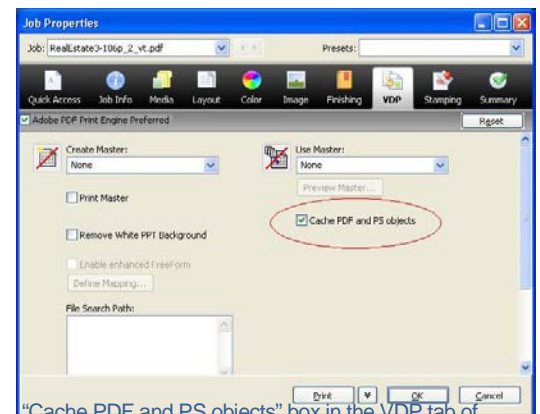 Job Properties
Job: RealEstate3-106p_2_vt.pdf Presets:
Quick Access Job Info Media Layout Color Image Finishing VDP Stamping Summary
Adobe PDF Print Engine Preferred Reset
Create Master: Use Master:
None None
Preview Master...
Print Master
Cache PDF and PS objects
Remove White PPT Background
Enable enhanced FreeForm
Define Mapping...
File Search Path:
Print OK Cancel
“Cache PDF and PS objects” box in the VDP tab of